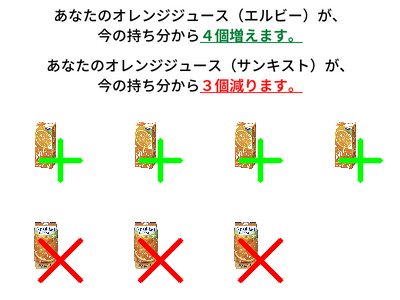 あなたのオレンジジュース（エルビー）が、
今の持ち分から４個増えます。
あなたのオレンジジュース（サンキスト）が、
今の持ち分から３個減ります。